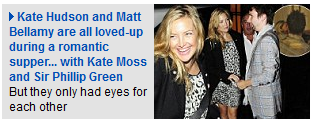 Kate Hudson and Matt
Bellamy are all loved-up
during a romantic
supper... with Kate Moss
and Sir Phillip Green
But they only had eyes for
each other